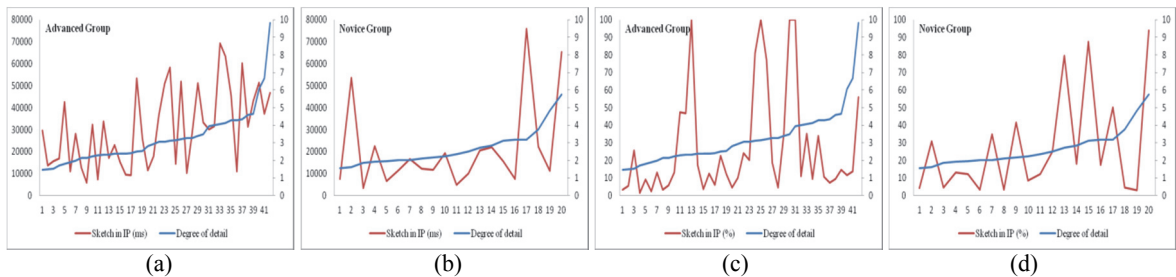 Advanced Group
80000 70000 60000 50000 40000 30000 20000 10000 0
10 9 8 7 6 5 4 3 2 1 0
1 3 5 7 9 11 13 15 17 19 21 23 25 27 29 31 33 35 37 39 41
Sketch in IP (ms) Degree of detail
(a)
Novice Group
80000 70000 60000 50000 40000 30000 20000 10000 0
10 9 8 7 6 5 4 3 2 1 0
1 2 3 4 5 6 7 8 9 10 11 12 13 14 15 16 17 18 19 20
Sketch in IP (ms) Degree of detail
(b)
Advanced Group
100 90 80 70 60 50 40 30 20 10 0
10 9 8 7 6 5 4 3 2 1 0
1 3 5 7 9 11 13 15 17 19 21 23 25 27 29 31 33 35 37 39 41
Sketch in IP (%) Degree of detail
(c)
Novice Group
100 90 80 70 60 50 40 30 20 10 0
10 9 8 7 6 5 4 3 2 1 0
1 2 3 4 5 6 7 8 9 10 11 12 13 14 15 16 17 18 19 20
Sketch in IP (%) Degree of detail
(d)